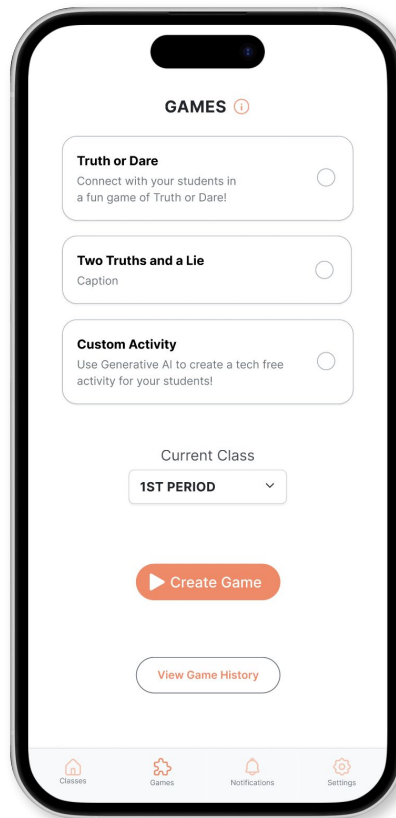 GAMES
Truth or Dare
Connect with your students in
a fun game of Truth or Dare!
Two Truths and a Lie
Caption
Custom Activity
Use Generative AI to create a tech free
activity for your students!
Current Class
1ST PERIOD
Create Game
View Game History
Classes
Games
Notifications
Settings